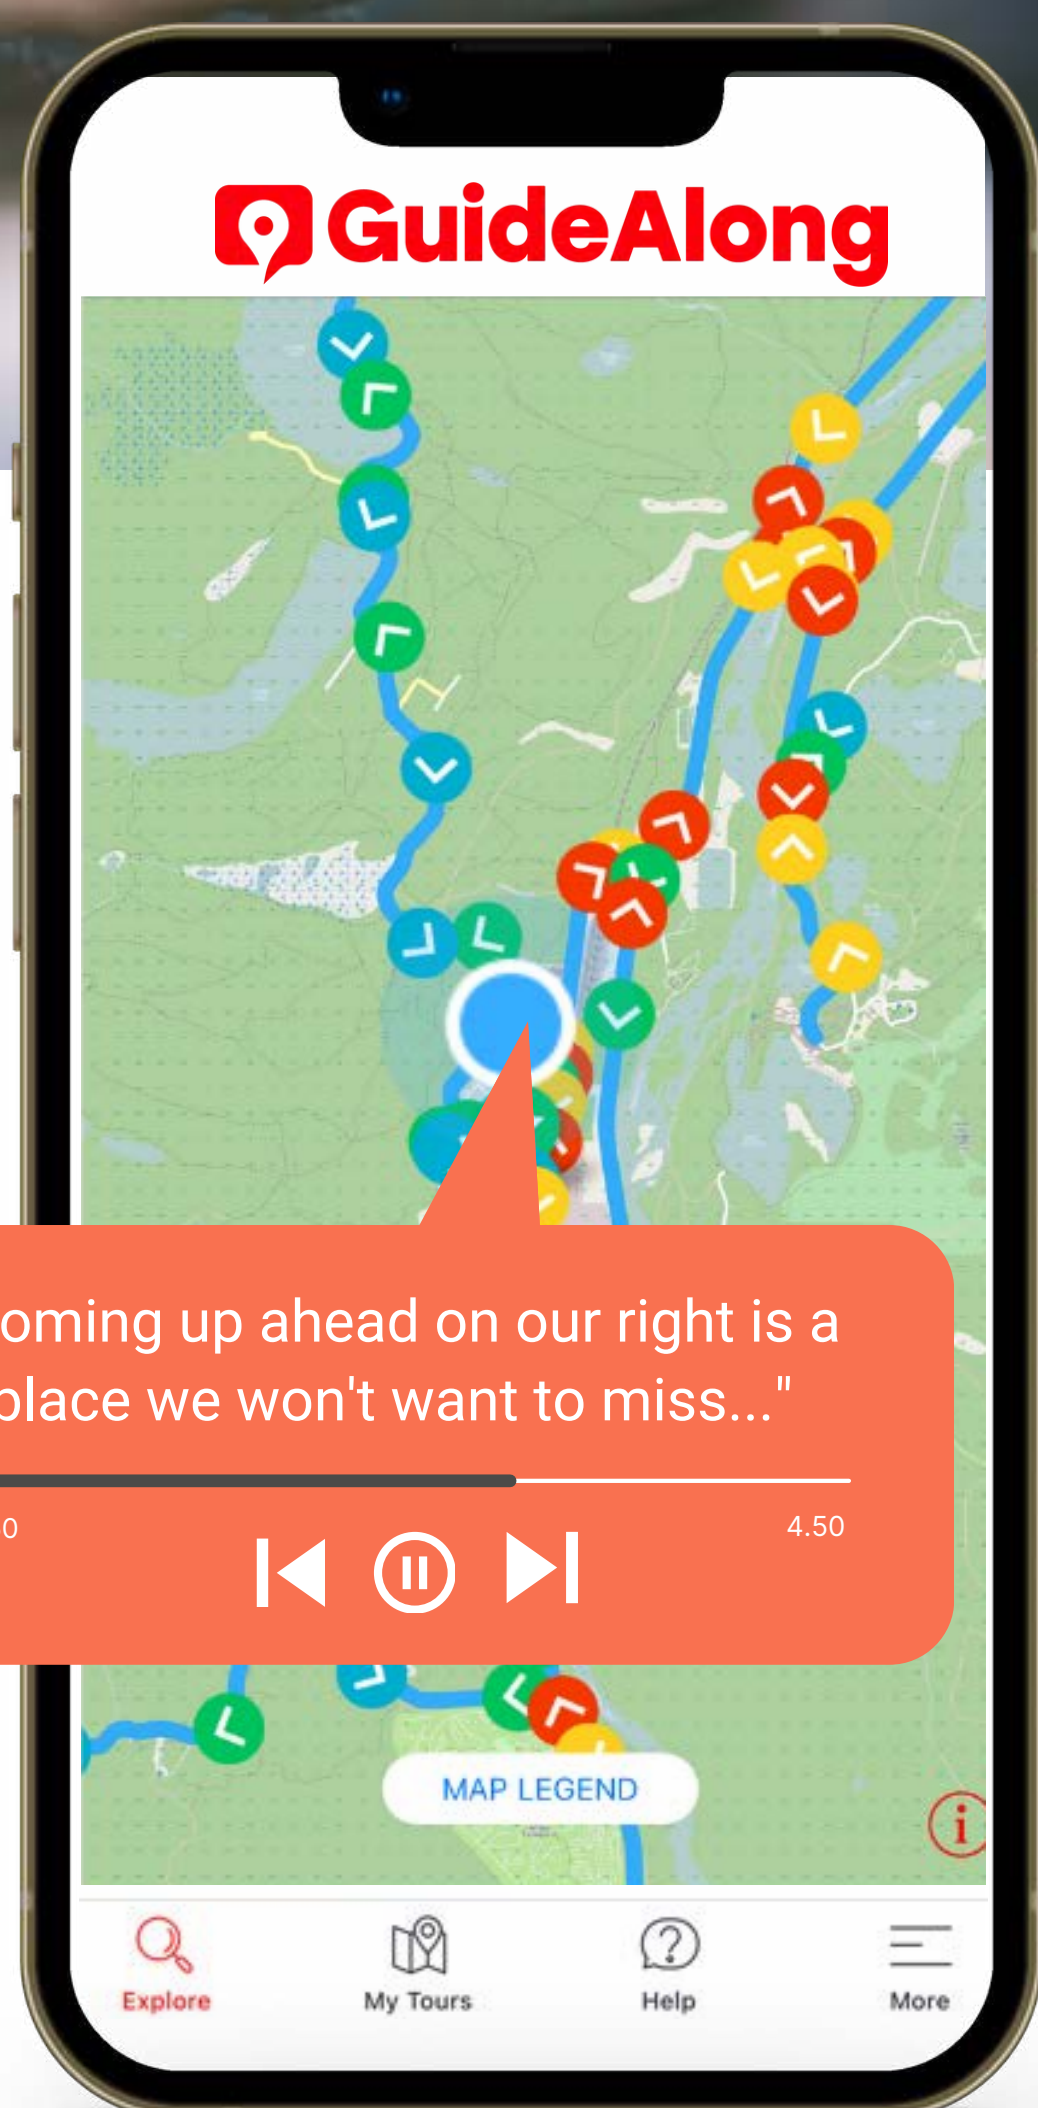 GuideAlong
oming up ahead on our right is a
place we won't want to miss..."
0
4.50
MAP LEGEND
i
Explore
My Tours
Help
More